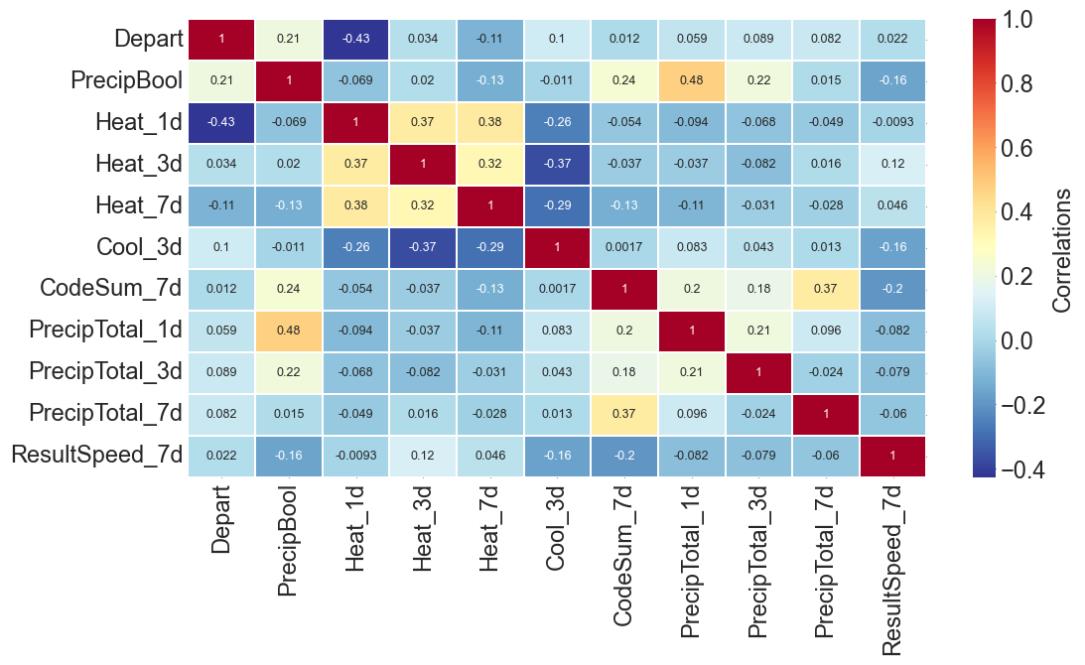 Depart 1 0.21 -0.43 0.034 -0.11 0.1 0.012 0.059 0.089 0.082 0.022
PrecipBool 0.21 1 -0.069 0.02 -0.13 -0.011 0.24 0.48 0.22 0.015 -0.16
Heat_1d -0.43 -0.069 1 0.37 0.38 -0.26 -0.054 -0.094 -0.068 -0.049 -0.0093
Heat_3d 0.034 0.02 0.37 1 0.32 -0.37 -0.037 -0.037 -0.082 0.016 0.12
Heat_7d -0.11 -0.13 0.38 0.32 1 -0.29 -0.13 -0.11 -0.031 -0.028 0.046
Cool_3d 0.1 -0.011 -0.26 -0.37 -0.29 1 0.0017 0.083 0.043 0.013 -0.16
CodeSum_7d 0.012 0.24 -0.054 -0.037 -0.13 0.0017 1 0.2 0.18 0.37 -0.2
PrecipTotal_1d 0.059 0.48 -0.094 -0.037 -0.11 0.083 0.2 1 0.21 0.096 -0.082
PrecipTotal_3d 0.089 0.22 -0.068 -0.082 -0.031 0.043 0.18 0.21 1 -0.024 -0.079
PrecipTotal_7d 0.082 0.015 -0.049 0.016 -0.028 0.013 0.37 0.096 -0.024 1 -0.06
ResultSpeed_7d 0.022 -0.16 -0.0093 0.12 0.046 -0.16 -0.2 -0.082 -0.079 -0.06 1
Depart
PrecipBool
Heat_1d
Heat_3d
Heat_7d
Cool_3d
CodeSum_7d
PrecipTotal_1d
PrecipTotal_3d
PrecipTotal_7d
ResultSpeed_7d
1.0
0.8
0.6
0.4
0.2
0.0
−0.2
−0.4
Correlations